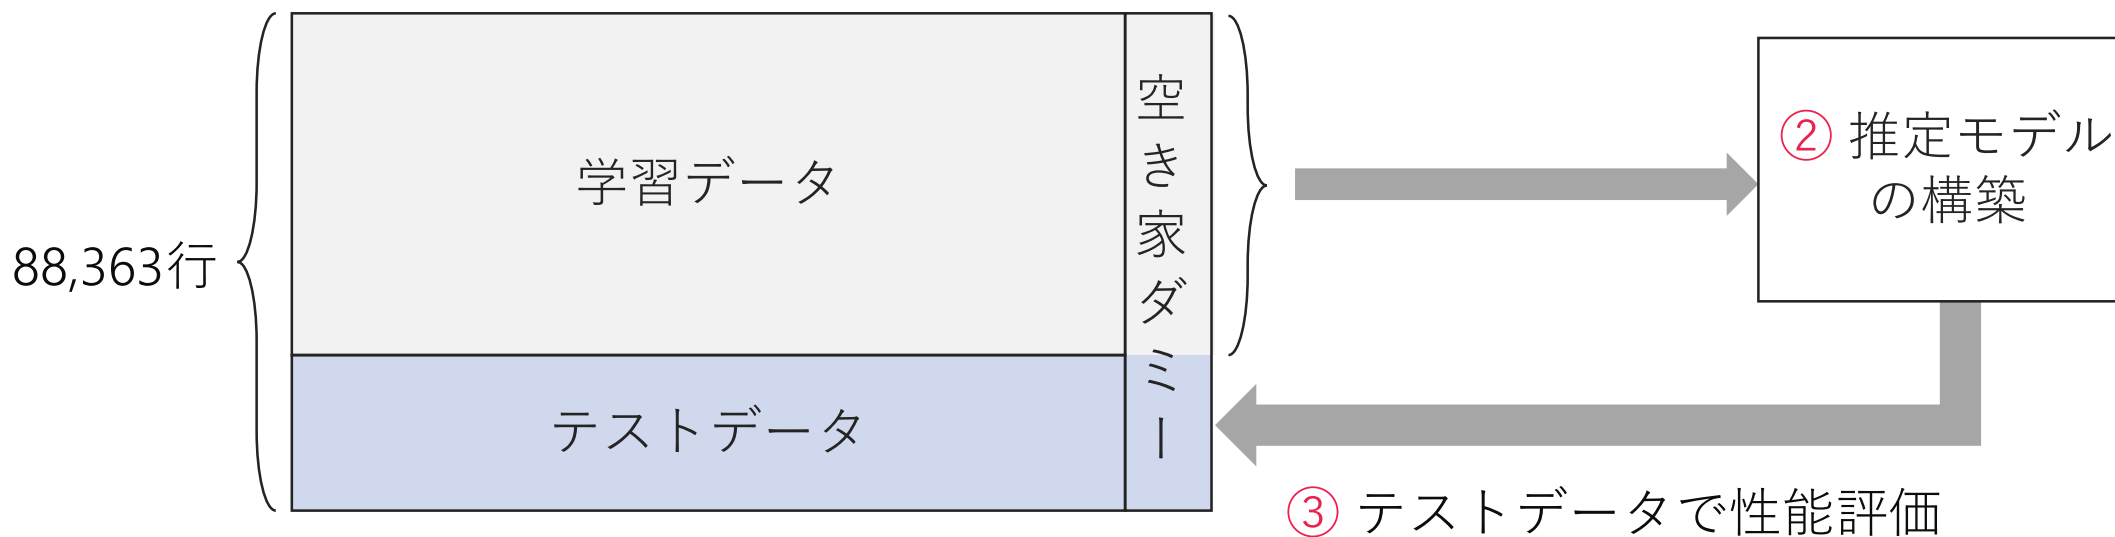 88,363行
学習データ
テストデータ
空き家ダミー
② 推定モデル
の構築
③ テストデータで性能評価